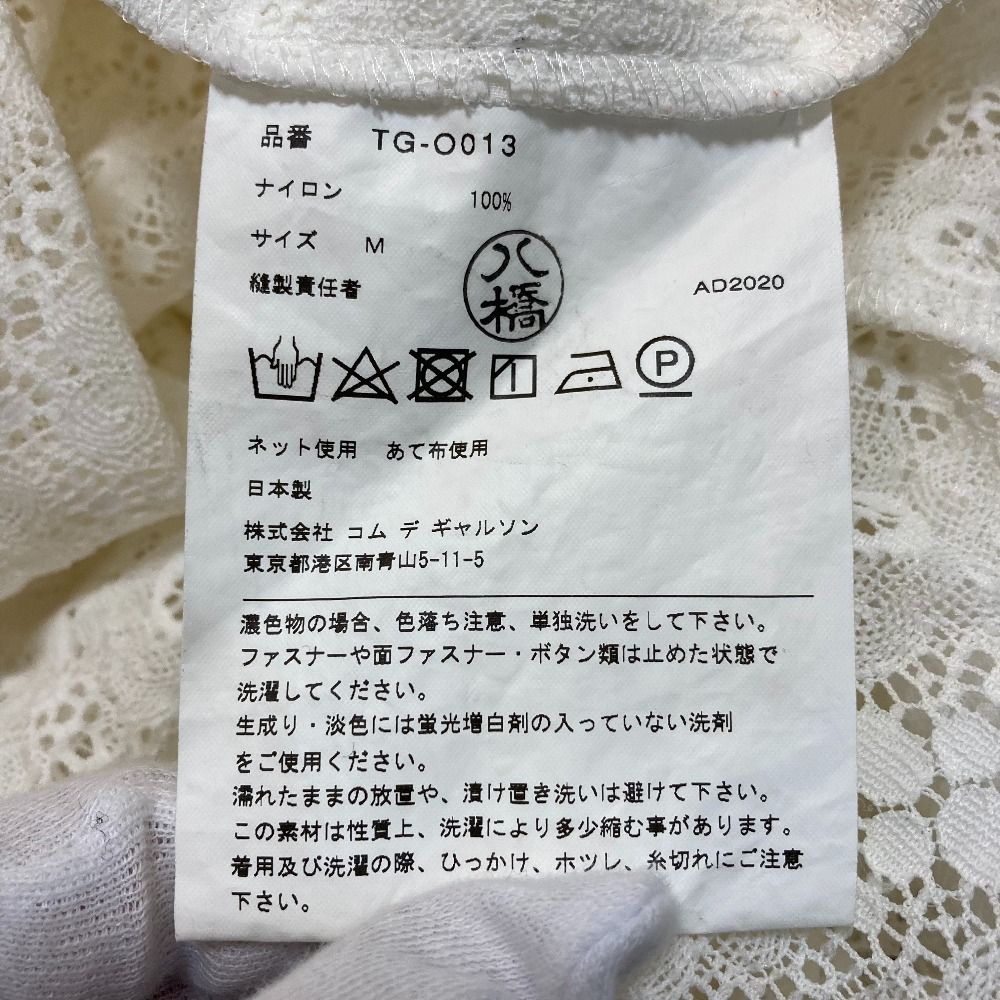 品番 TG-O013
ナイロン 100%
サイズ M
縫製責任者 八橋 AD2020
P
ネット使用 あて布使用
日本製
株式会社 コム デ ギャルソン
東京都港区南青山5-11-5
濃色物の場合、色落ち注意、単独洗いをして下さい。
ファスナーや面ファスナー・ボタン類は止めた状態で
洗濯してください。
生成り・淡色には蛍光増白剤の入っていない洗剤
をご使用ください。
濡れたままの放置や、漬け置き洗いは避けて下さい。
この素材は性質上、洗濯により多少縮む事があります。
着用及び洗濯の際、ひっかけ、ホツレ、糸切れにご注意
下さい。